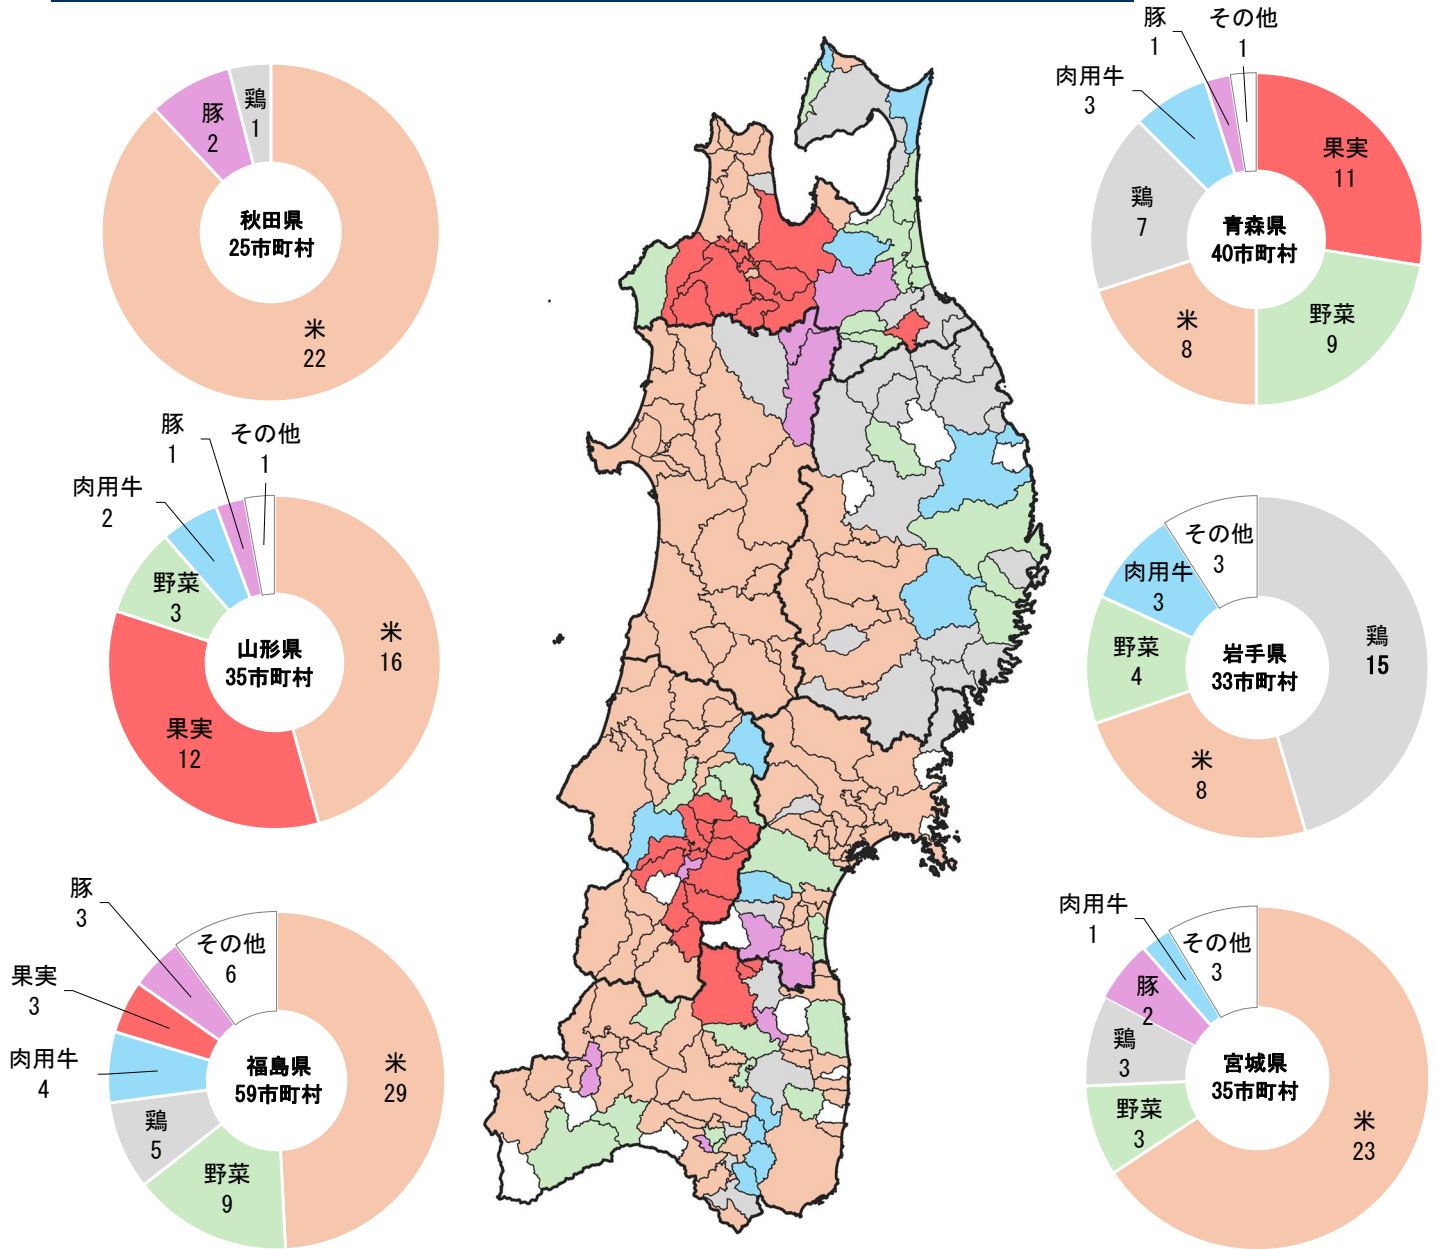 豚
2
鶏
1
秋田県
25市町村
米
22
豚
1
その他
1
肉用牛
3
果実
11
鶏
7
青森県
40市町村
米
8
野菜
9
豚
1
その他
1
肉用牛
2
野菜
3
米
16
山形県
35市町村
果実
12
その他
3
肉用牛
3
野菜
4
鶏
15
岩手県
33市町村
米
8
豚
3
その他
6
果実
3
肉用牛
4
福島県
59市町村
米
29
鶏
5
野菜
9
肉用牛
1
その他
3
豚
2
鶏
3
宮城県
35市町村
野菜
3
米
23